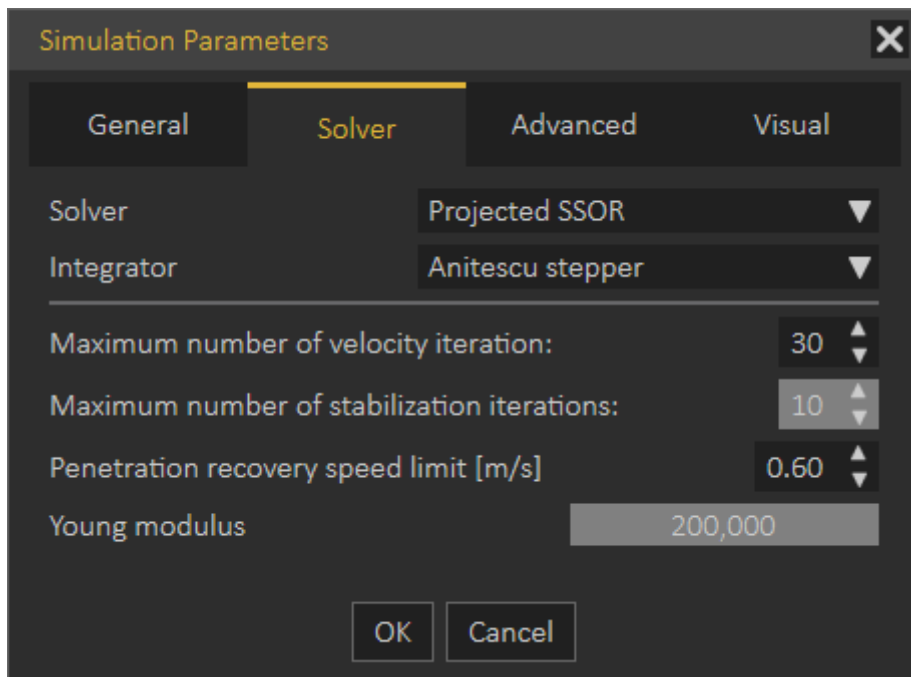 Simulation Parameters
General Solver Advanced Visual
Solver Projected SSOR
Integrator Anitescu stepper
Maximum number of velocity iteration: 30
Maximum number of stabilization iterations: 10
Penetration recovery speed limit [m/s] 0.60
Young modulus 200,000
OK Cancel